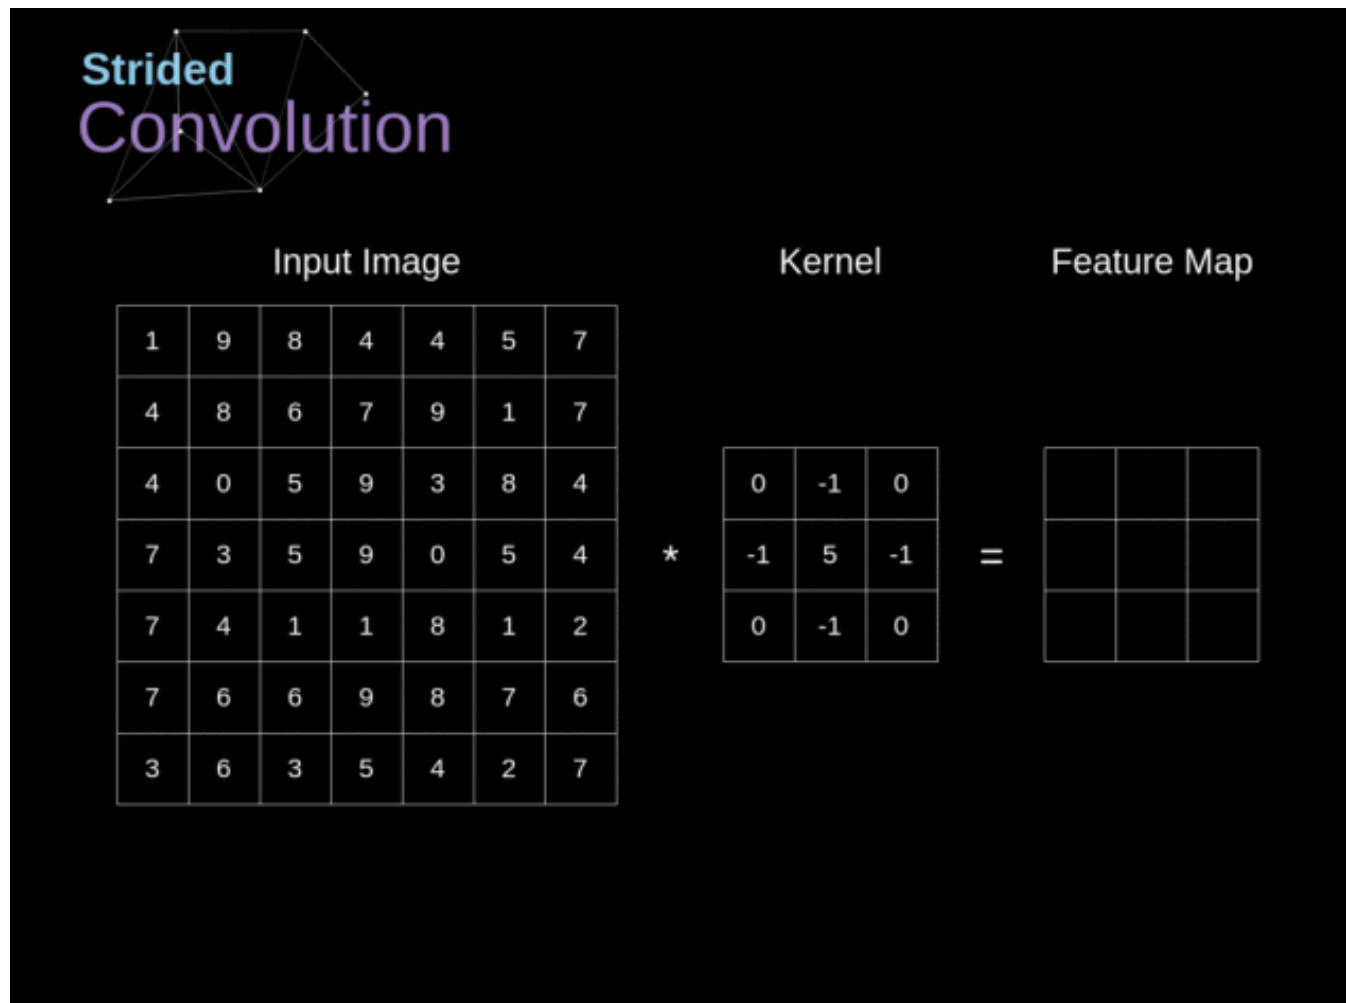 Strided
Convolution
Input Image
Kernel
Feature Map
1 9 8 4 4 5 7
4 8 6 7 9 1 7
4 0 5 9 3 8 4
7 3 5 9 0 5 4
7 4 1 1 8 1 2
7 6 6 9 8 7 6
3 6 3 5 4 2 7
*
0 -1 0
-1 5 -1
0 -1 0
=